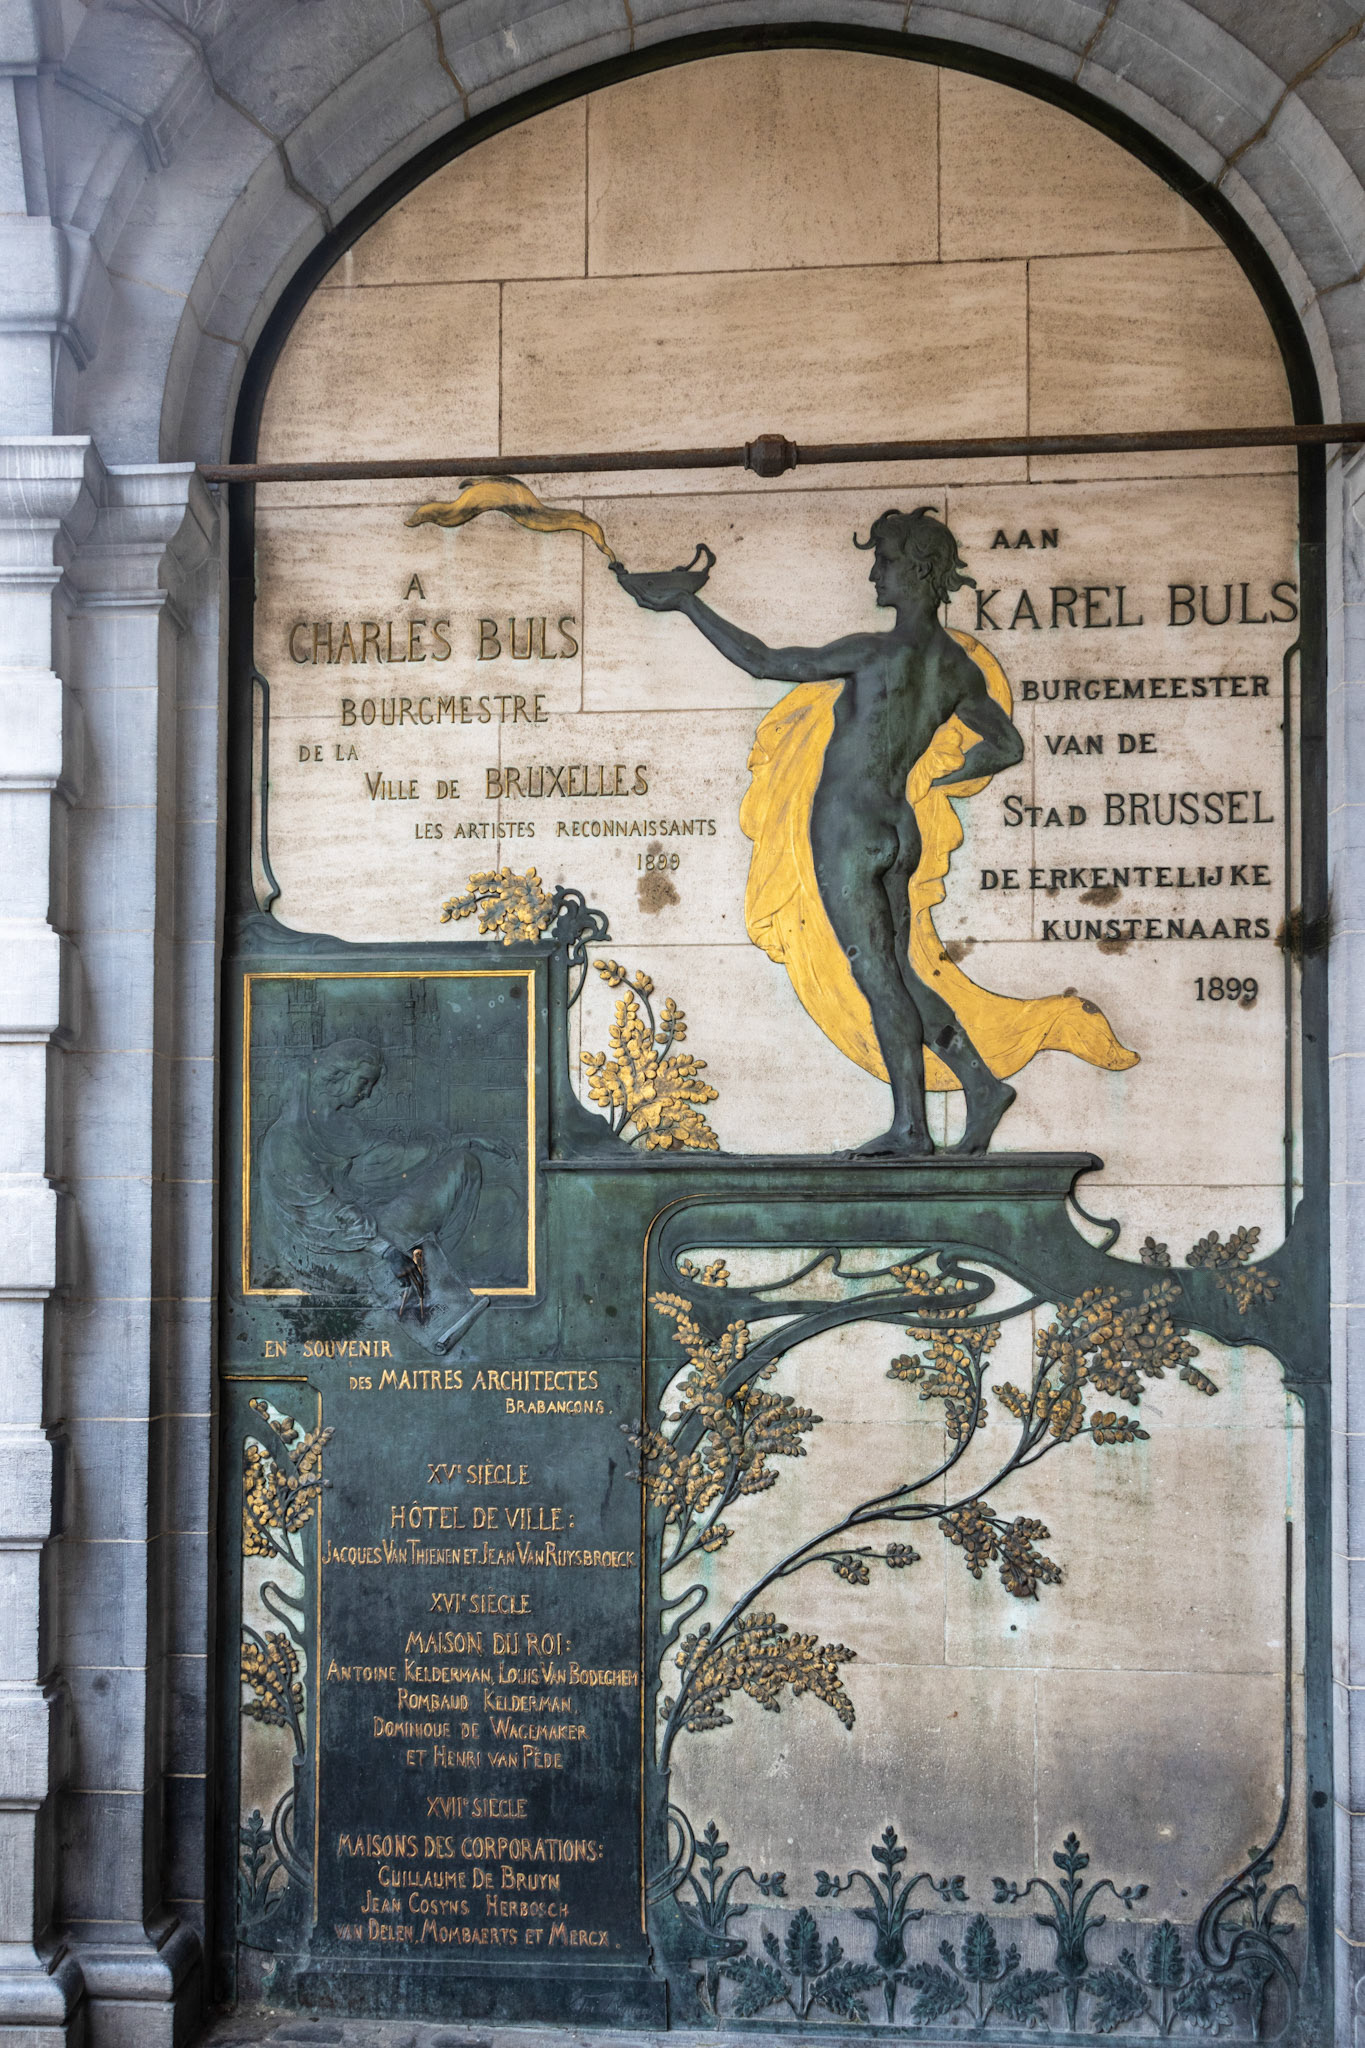 A
CHARLES BULS
BOURGMESTRE
DE LA
VILLE DE BRUXELLES
LES ARTISTES RECONNAISSANTS
1899
AAN
KAREL BULS
BURGEMEESTER
VAN DE
STAD BRUSSEL
DE ERKENTELIJKE
KUNSTENAARS
1899
EN SOUVENIR
DES MAITRES ARCHITECTES
BRABANÇONS.
XVE SIÈCLE
HÔTEL DE VILLE:
JACQUES VAN THIENEN ET JEAN VAN RUYSBROECK
XVIE SIÈCLE
MAISON DU ROI:
ANTOINE KELDERMAN, LOUIS VAN BODEGHEM
ROMBAUD KELDERMAN,
DOMINIQUE DE WAGEMAKER
ET HENRI VAN PÈDE
XVIIE SIÈCLE
MAISONS DES CORPORATIONS:
GUILLAUME DE BRUYN
JEAN COSYNS HERBOSCH
VAN DELEN, MOMBAERTS ET MERCX.